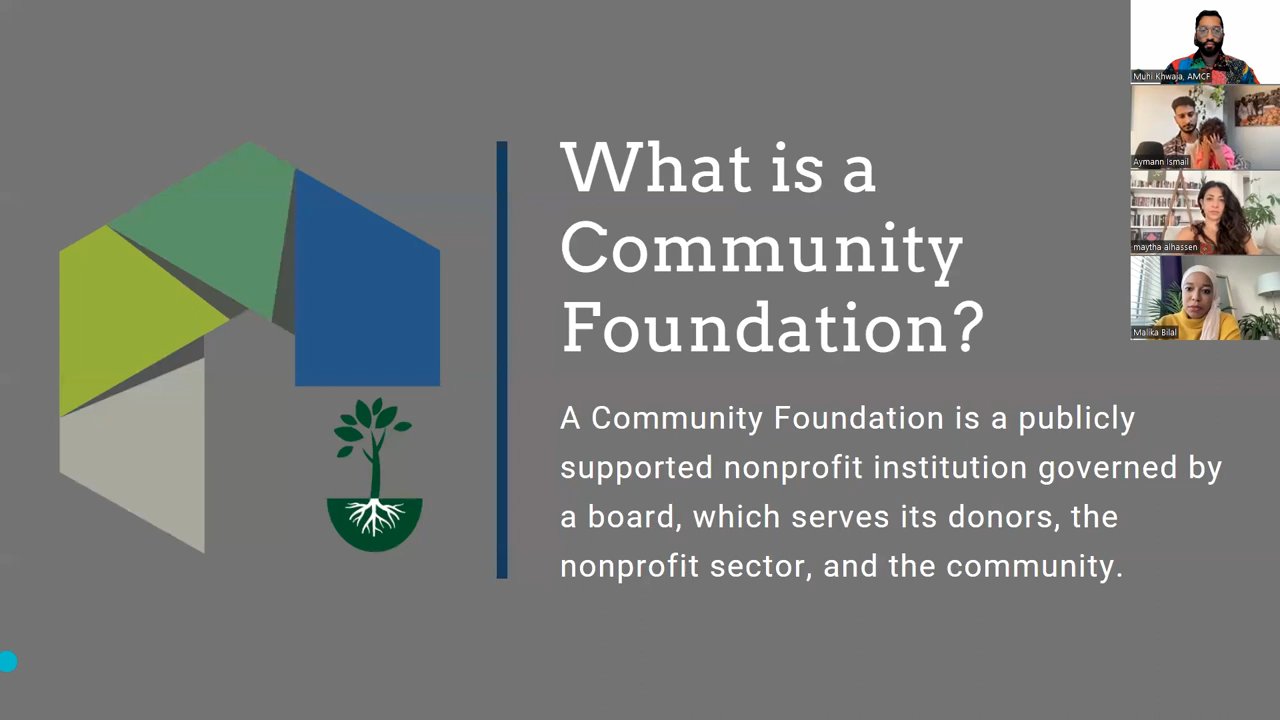 What is a
Community
Foundation?
A Community Foundation is a publicly
supported nonprofit institution governed by
a board, which serves its donors, the
nonprofit sector, and the community.
Muhi Khwaja, AMCF
Aymann Ismail
maytha alhassen
Malika Bilal